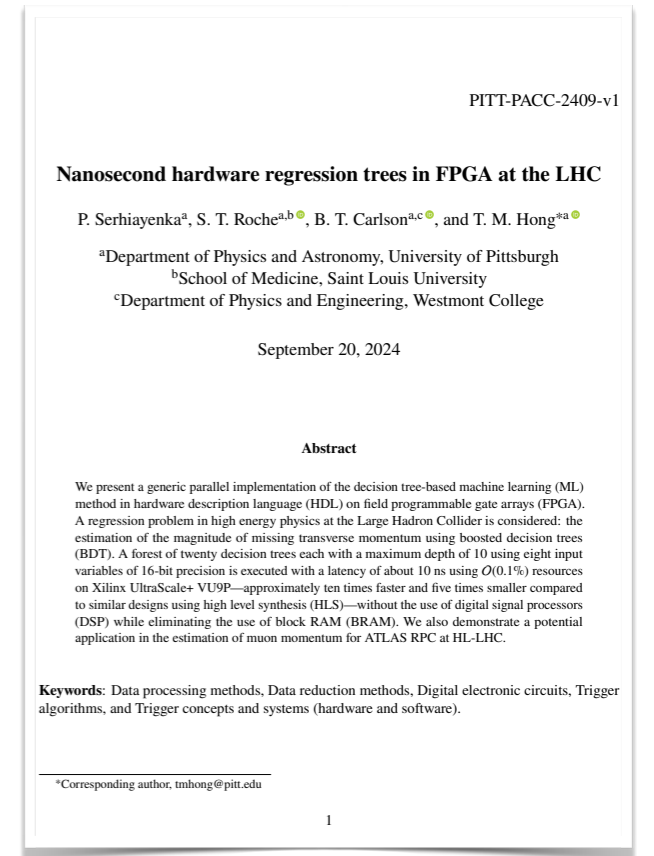 PITT-PACC-2409-v1
Nanosecond hardware regression trees in FPGA at the LHC
P. Serhiayenkaᵃ, S. T. Rocheᵃ,ᵇ, B. T. Carlsonᵃ,ᶜ, and T. M. Hong*ᵃ
ᵃDepartment of Physics and Astronomy, University of Pittsburgh
ᵇSchool of Medicine, Saint Louis University
ᶜDepartment of Physics and Engineering, Westmont College
September 20, 2024
Abstract
We present a generic parallel implementation of the decision tree-based machine learning (ML)
method in hardware description language (HDL) on field programmable gate arrays (FPGA).
A regression problem in high energy physics at the Large Hadron Collider is considered: the
estimation of the magnitude of missing transverse momentum using boosted decision trees
(BDT). A forest of twenty decision trees each with a maximum depth of 10 using eight input
variables of 16-bit precision is executed with a latency of about 10 ns using O(0.1%) resources
on Xilinx UltraScale+ VU9P—approximately ten times faster and five times smaller compared
to similar designs using high level synthesis (HLS)—without the use of digital signal processors
(DSP) while eliminating the use of block RAM (BRAM). We also demonstrate a potential
application in the estimation of muon momentum for ATLAS RPC at HL-LHC.
Keywords: Data processing methods, Data reduction methods, Digital electronic circuits, Trigger
algorithms, and Trigger concepts and systems (hardware and software).
*Corresponding author, tmhong@pitt.edu
1